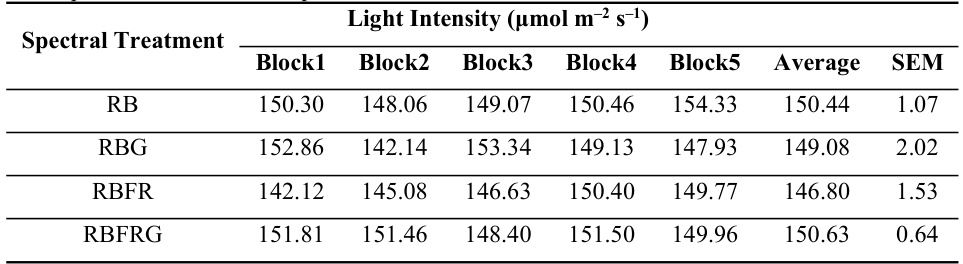 Light Intensity (µmol m⁻² s⁻¹)
Spectral Treatment
Block1 Block2 Block3 Block4 Block5 Average SEM
RB 150.30 148.06 149.07 150.46 154.33 150.44 1.07
RBG 152.86 142.14 153.34 149.13 147.93 149.08 2.02
RBFR 142.12 145.08 146.63 150.40 149.77 146.80 1.53
RBFRG 151.81 151.46 148.40 151.50 149.96 150.63 0.64